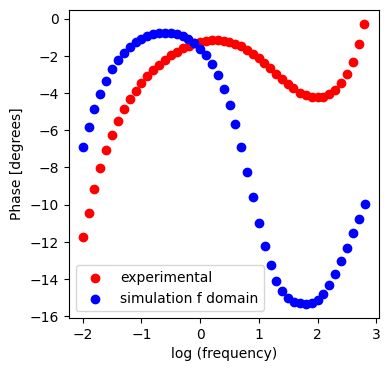 0
−2
−4
−6
−8
−10
−12
−14
−16
Phase [degrees]
experimental
simulation f domain
−2 −1 0 1 2 3
log (frequency)